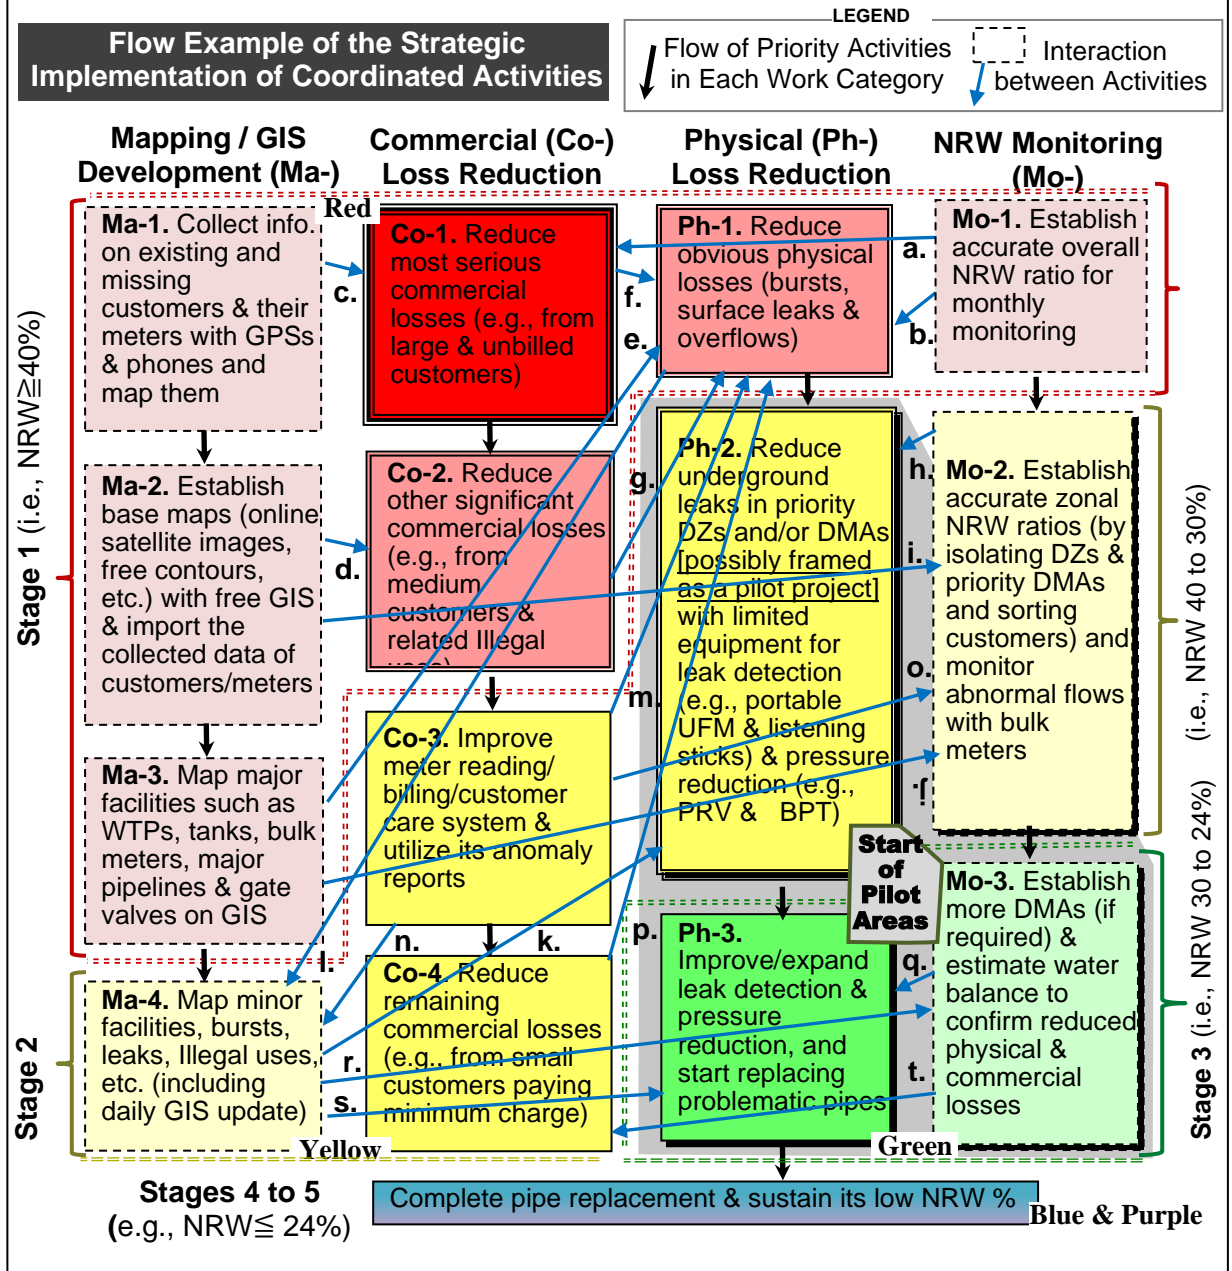 LEGEND
Flow Example of the Strategic
Implementation of Coordinated Activities
Flow of Priority Activities
in Each Work Category
Interaction
between Activities
Mapping / GIS
Development (Ma-)
Commercial (Co-)
Loss Reduction
Physical (Ph-)
Loss Reduction
NRW Monitoring
(Mo-)
Red
Stage 1 (i.e., NRW≧40%)
Ma-1. Collect info.
on existing and
missing
customers & their
meters with GPSs
& phones and
map them
Ma-2. Establish
base maps (online
satellite images,
free contours,
etc.) with free GIS
& import the
collected data of
customers/meters
Ma-3. Map major
facilities such as
WTPs, tanks, bulk
meters, major
pipelines & gate
valves on GIS
Stage 2
Ma-4. Map minor
facilities, bursts,
leaks, Illegal uses,
etc. (including
daily GIS update)
c.
d.
l.
r.
s.
Co-1. Reduce
most serious
commercial
losses (e.g., from
large & unbilled
customers)
Co-2. Reduce
other significant
commercial losses
(e.g., from
medium
customers &
related Illegal
uses)
Co-3. Improve
meter reading/
billing/customer
care system &
utilize its anomaly
reports
n.
k.
Co-4. Reduce
remaining
commercial losses
(e.g., from small
customers paying
minimum charge)
f.
e.
g.
m.
p.
Ph-1. Reduce
obvious physical
losses (bursts,
surface leaks &
overflows)
Ph-2. Reduce
underground
leaks in priority
DZs and/or DMAs
[possibly framed
as a pilot project]
with limited
equipment for
leak detection
(e.g., portable
UFM & listening
sticks) & pressure
reduction (e.g.,
PRV & BPT)
Ph-3.
Improve/expand
leak detection &
pressure
reduction, and
start replacing
problematic pipes
a.
b.
h.
i.
o.
j.
q.
t.
Start
of
Pilot
Areas
Mo-1. Establish
accurate overall
NRW ratio for
monthly
monitoring
Mo-2. Establish
accurate zonal
NRW ratios (by
isolating DZs &
priority DMAs
and sorting
customers) and
monitor
abnormal flows
with bulk
meters
Mo-3. Establish
more DMAs (if
required) &
estimate water
balance to
confirm reduced
physical &
commercial
losses
(i.e., NRW 40 to 30%)
Stage 3 (i.e., NRW 30 to 24%)
Yellow
Green
Stages 4 to 5
(e.g., NRW≦ 24%)
Complete pipe replacement & sustain its low NRW %
Blue & Purple